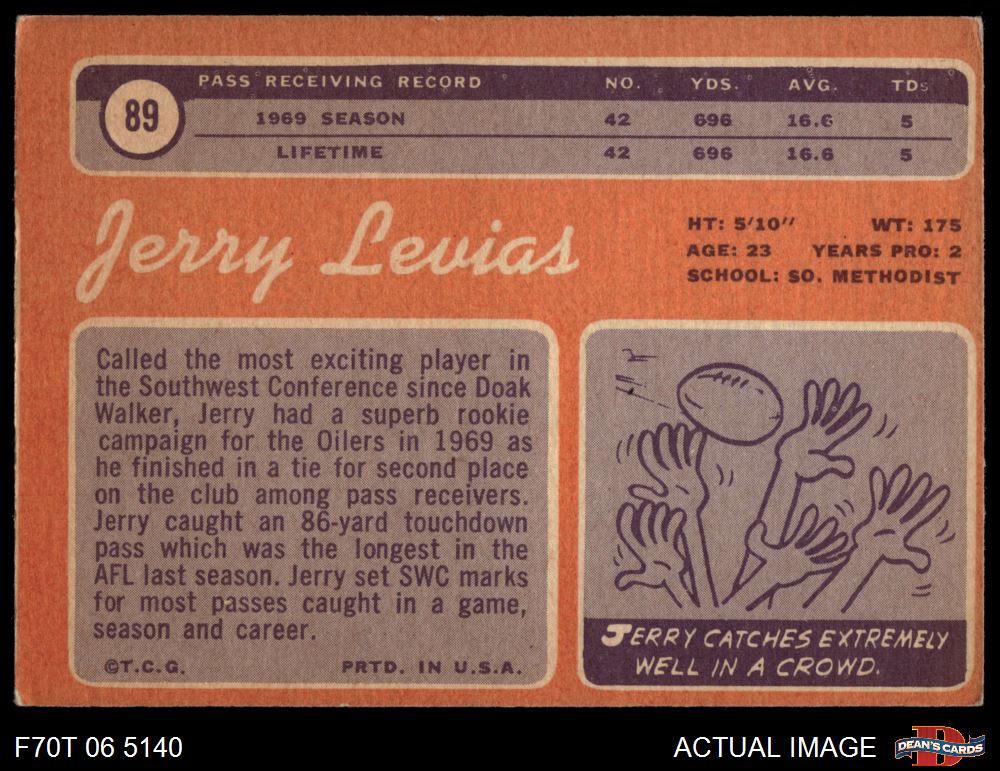 89
PASS RECEIVING RECORD NO. YDS. AVG. TDs
1969 SEASON 42 696 16.6 5
LIFETIME 42 696 16.6 5
Jerry Levias
HT: 5'10" WT: 175
AGE: 23 YEARS PRO: 2
SCHOOL: SO. METHODIST
Called the most exciting player in
the Southwest Conference since Doak
Walker, Jerry had a superb rookie
campaign for the Oilers in 1969 as
he finished in a tie for second place
on the club among pass receivers.
Jerry caught an 86-yard touchdown
pass which was the longest in the
AFL last season. Jerry set SWC marks
for most passes caught in a game,
season and career.
©T.C.G. PRTD. IN U.S.A.
JERRY CATCHES EXTREMELY
WELL IN A CROWD.
F70T 06 5140
ACTUAL IMAGE
D
DEAN'S CARDS